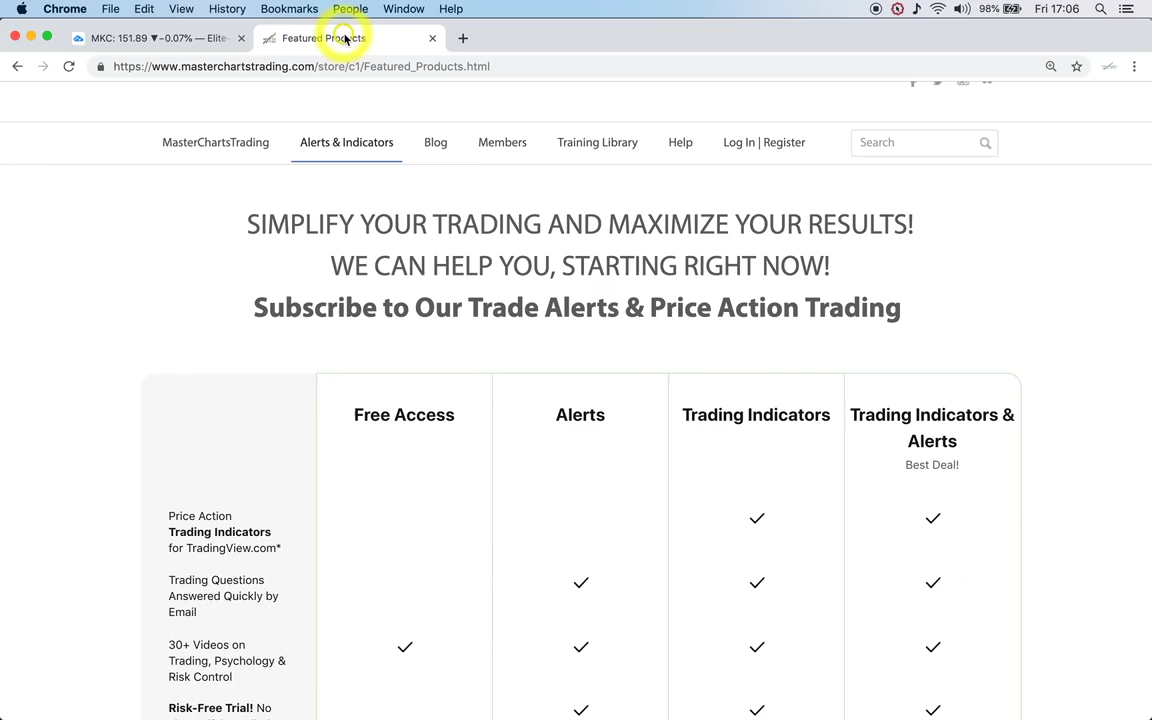 Chrome File Edit View History Bookmarks People Window Help 98% Fri 17:06
MKC: 151.89 ▼−0.07% — Elite- Featured Products
https://www.masterchartstrading.com/store/c1/Featured_Products.html
MasterChartsTrading Alerts & Indicators Blog Members Training Library Help Log In | Register Search
SIMPLIFY YOUR TRADING AND MAXIMIZE YOUR RESULTS!
WE CAN HELP YOU, STARTING RIGHT NOW!
Subscribe to Our Trade Alerts & Price Action Trading
Free Access Alerts Trading Indicators Trading Indicators &
Alerts
Best Deal!
Price Action
Trading Indicators
for TradingView.com*
Trading Questions
Answered Quickly by
Email
30+ Videos on
Trading, Psychology &
Risk Control
Risk-Free Trial! No